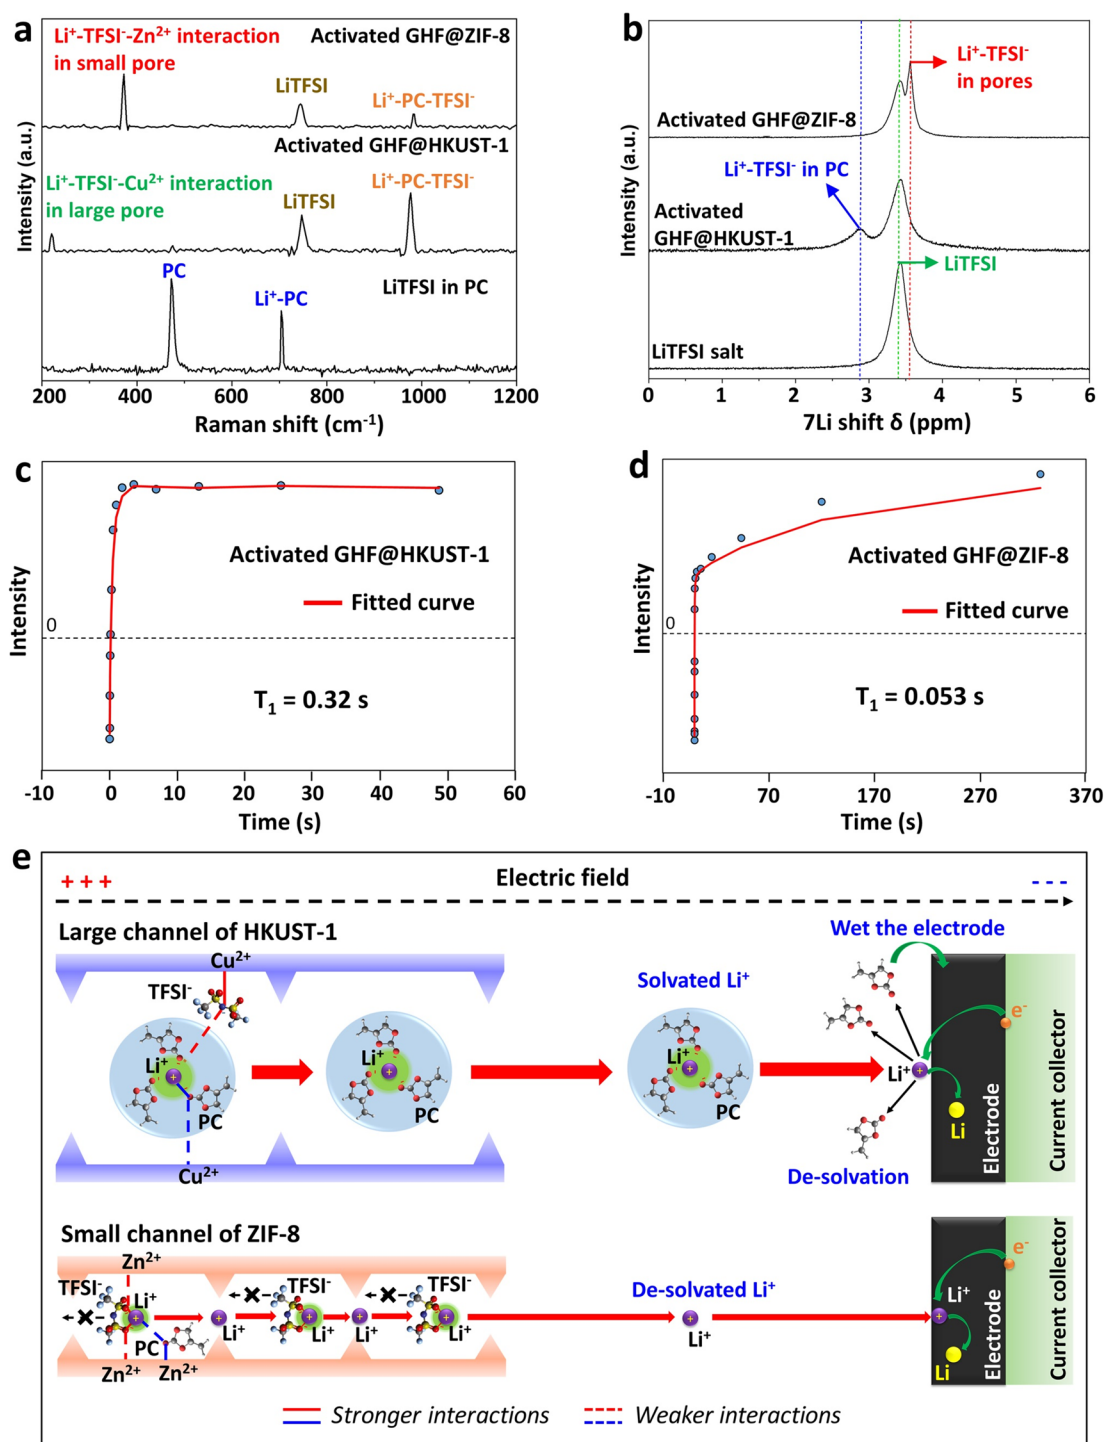 a
Li⁺-TFSI⁻-Zn²⁺ interaction
in small pore
Activated GHF@ZIF-8
LiTFSI
Li⁺-PC-TFSI⁻
Activated GHF@HKUST-1
Li⁺-TFSI⁻-Cu²⁺ interaction
in large pore
LiTFSI
Li⁺-PC-TFSI⁻
PC
Li⁺-PC
LiTFSI in PC
Intensity (a.u.)
200 400 600 800 1000 1200
Raman shift (cm⁻¹)
b
Li⁺-TFSI⁻
in pores
Activated GHF@ZIF-8
Li⁺-TFSI⁻ in PC
Activated
GHF@HKUST-1
LiTFSI
LiTFSI salt
Intensity (a.u.)
0 1 2 3 4 5 6
7Li shift δ (ppm)
c
Activated GHF@HKUST-1
Fitted curve
0
T₁ = 0.32 s
Intensity
-10 0 10 20 30 40 50 60
Time (s)
d
Activated GHF@ZIF-8
Fitted curve
0
T₁ = 0.053 s
Intensity
-10 70 170 270 370
Time (s)
e
+ + +
Electric field
- - -
Large channel of HKUST-1
Wet the electrode
Cu²⁺
TFSI⁻
Solvated Li⁺
e⁻
Li⁺
Li⁺
Li⁺
Li⁺
PC
PC
PC
Li
Cu²⁺
De-solvation
Electrode
Current collector
Small channel of ZIF-8
Zn²⁺
TFSI⁻
TFSI⁻
TFSI⁻
De-solvated Li⁺
e⁻
Li⁺
Li⁺
Li⁺
Li⁺
Li⁺
Li⁺
Li⁺
Li
PC
Zn²⁺
Zn²⁺
Electrode
Current collector
Stronger interactions
Weaker interactions